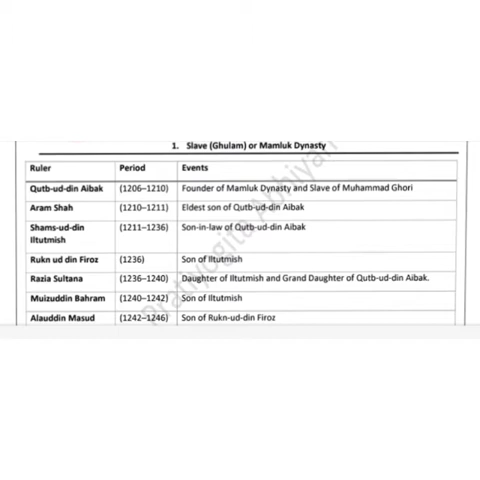 1. Slave (Ghulam) or Mamluk Dynasty
Ruler Period Events
Qutb-ud-din Aibak (1206–1210) Founder of Mamluk Dynasty and Slave of Muhammad Ghori
Aram Shah (1210–1211) Eldest son of Qutb-ud-din Aibak
Shams-ud-din (1211–1236) Son-in-law of Qutb-ud-din Aibak
Iltutmish
Rukn ud din Firoz (1236) Son of Iltutmish
Razia Sultana (1236–1240) Daughter of Iltutmish and Grand Daughter of Qutb-ud-din Aibak.
Muizuddin Bahram (1240–1242) Son of Iltutmish
Alauddin Masud (1242–1246) Son of Rukn-ud-din Firoz
Pratiyogita Abhiyan